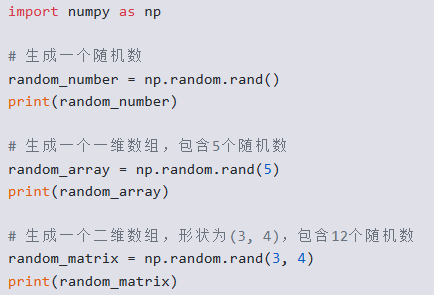 import numpy as np
# 生成一个随机数
random_number = np.random.rand()
print(random_number)
# 生成一个一维数组，包含5个随机数
random_array = np.random.rand(5)
print(random_array)
# 生成一个二维数组，形状为(3, 4)，包含12个随机数
random_matrix = np.random.rand(3, 4)
print(random_matrix)